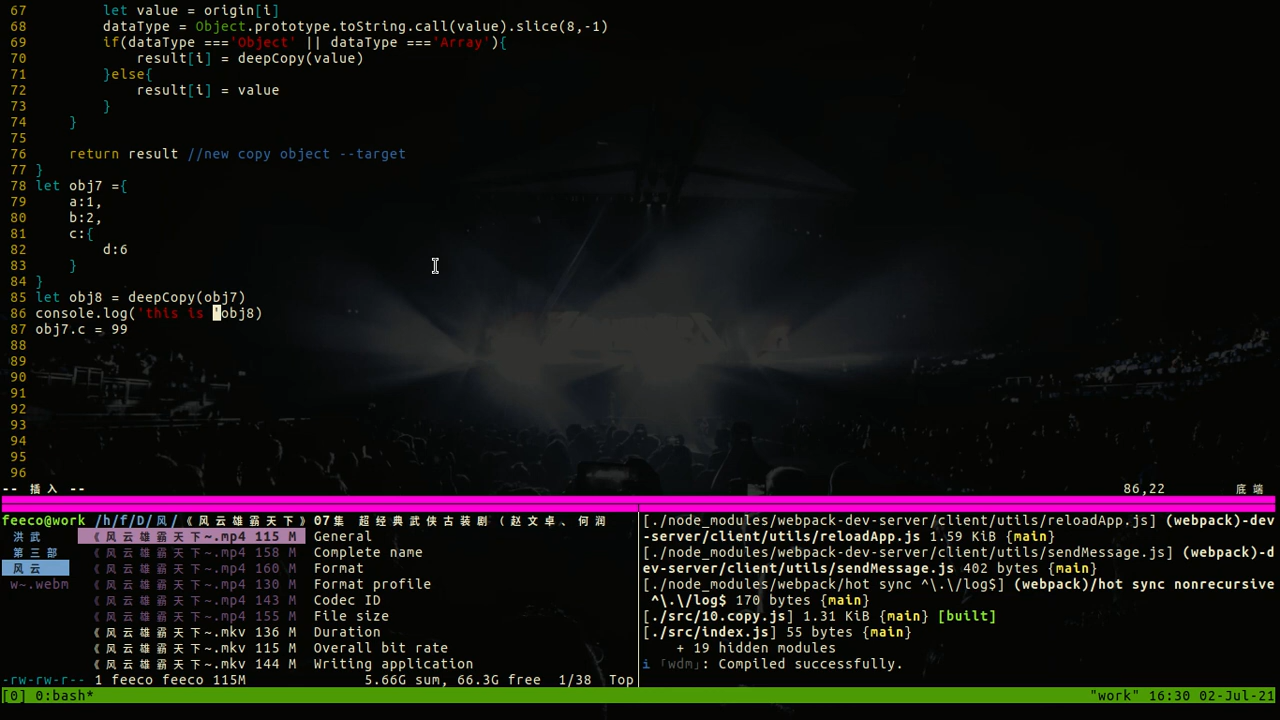 67         let value = origin[i]
68         dataType = Object.prototype.toString.call(value).slice(8,-1)
69         if(dataType ==='Object' || dataType ==='Array'){
70             result[i] = deepCopy(value)
71         }else{
72             result[i] = value
73         }
74     }
75
76     return result //new copy object --target
77 }
78 let obj7 ={
79     a:1,
80     b:2,
81     c:{
82         d:6
83     }
84 }
85 let obj8 = deepCopy(obj7)
86 console.log('this is 'obj8)
87 obj7.c = 99
88
89
90
91
92
93
94
95
96
-- 插入 --                                   86,22         底端
feeco@work /h/f/D/风/《风云雄霸天下》07集 超经典武侠古装剧（赵文卓、何润
洪武 《风云雄霸天下~.mp4 115 M General
第三部 《风云雄霸天下~.mp4 158 M Complete name
风云 《风云雄霸天下~.mp4 160 M Format
w~.webm 《风云雄霸天下~.mp4 130 M Format profile
《风云雄霸天下~.mp4 143 M Codec ID
《风云雄霸天下~.mp4 155 M File size
《风云雄霸天下~.mkv 136 M Duration
《风云雄霸天下~.mkv 115 M Overall bit rate
《风云雄霸天下~.mkv 144 M Writing application
-rw-rw-r-- 1 feeco feeco 115M 5.66G sum, 66.3G free 1/38 Top
[./node_modules/webpack-dev-server/client/utils/reloadApp.js] (webpack)-dev
-server/client/utils/reloadApp.js 1.59 KiB {main}
[./node_modules/webpack-dev-server/client/utils/sendMessage.js] (webpack)-d
ev-server/client/utils/sendMessage.js 402 bytes {main}
[./node_modules/webpack/hot sync ^\.\/log$] (webpack)/hot sync nonrecursive
 ^\.\/log$ 170 bytes {main}
[./src/10.copy.js] 1.31 KiB {main} [built]
[./src/index.js] 55 bytes {main}
    + 19 hidden modules
i ｢wdm｣: Compiled successfully.
[0] 0:bash* "work" 16:30 02-Jul-21